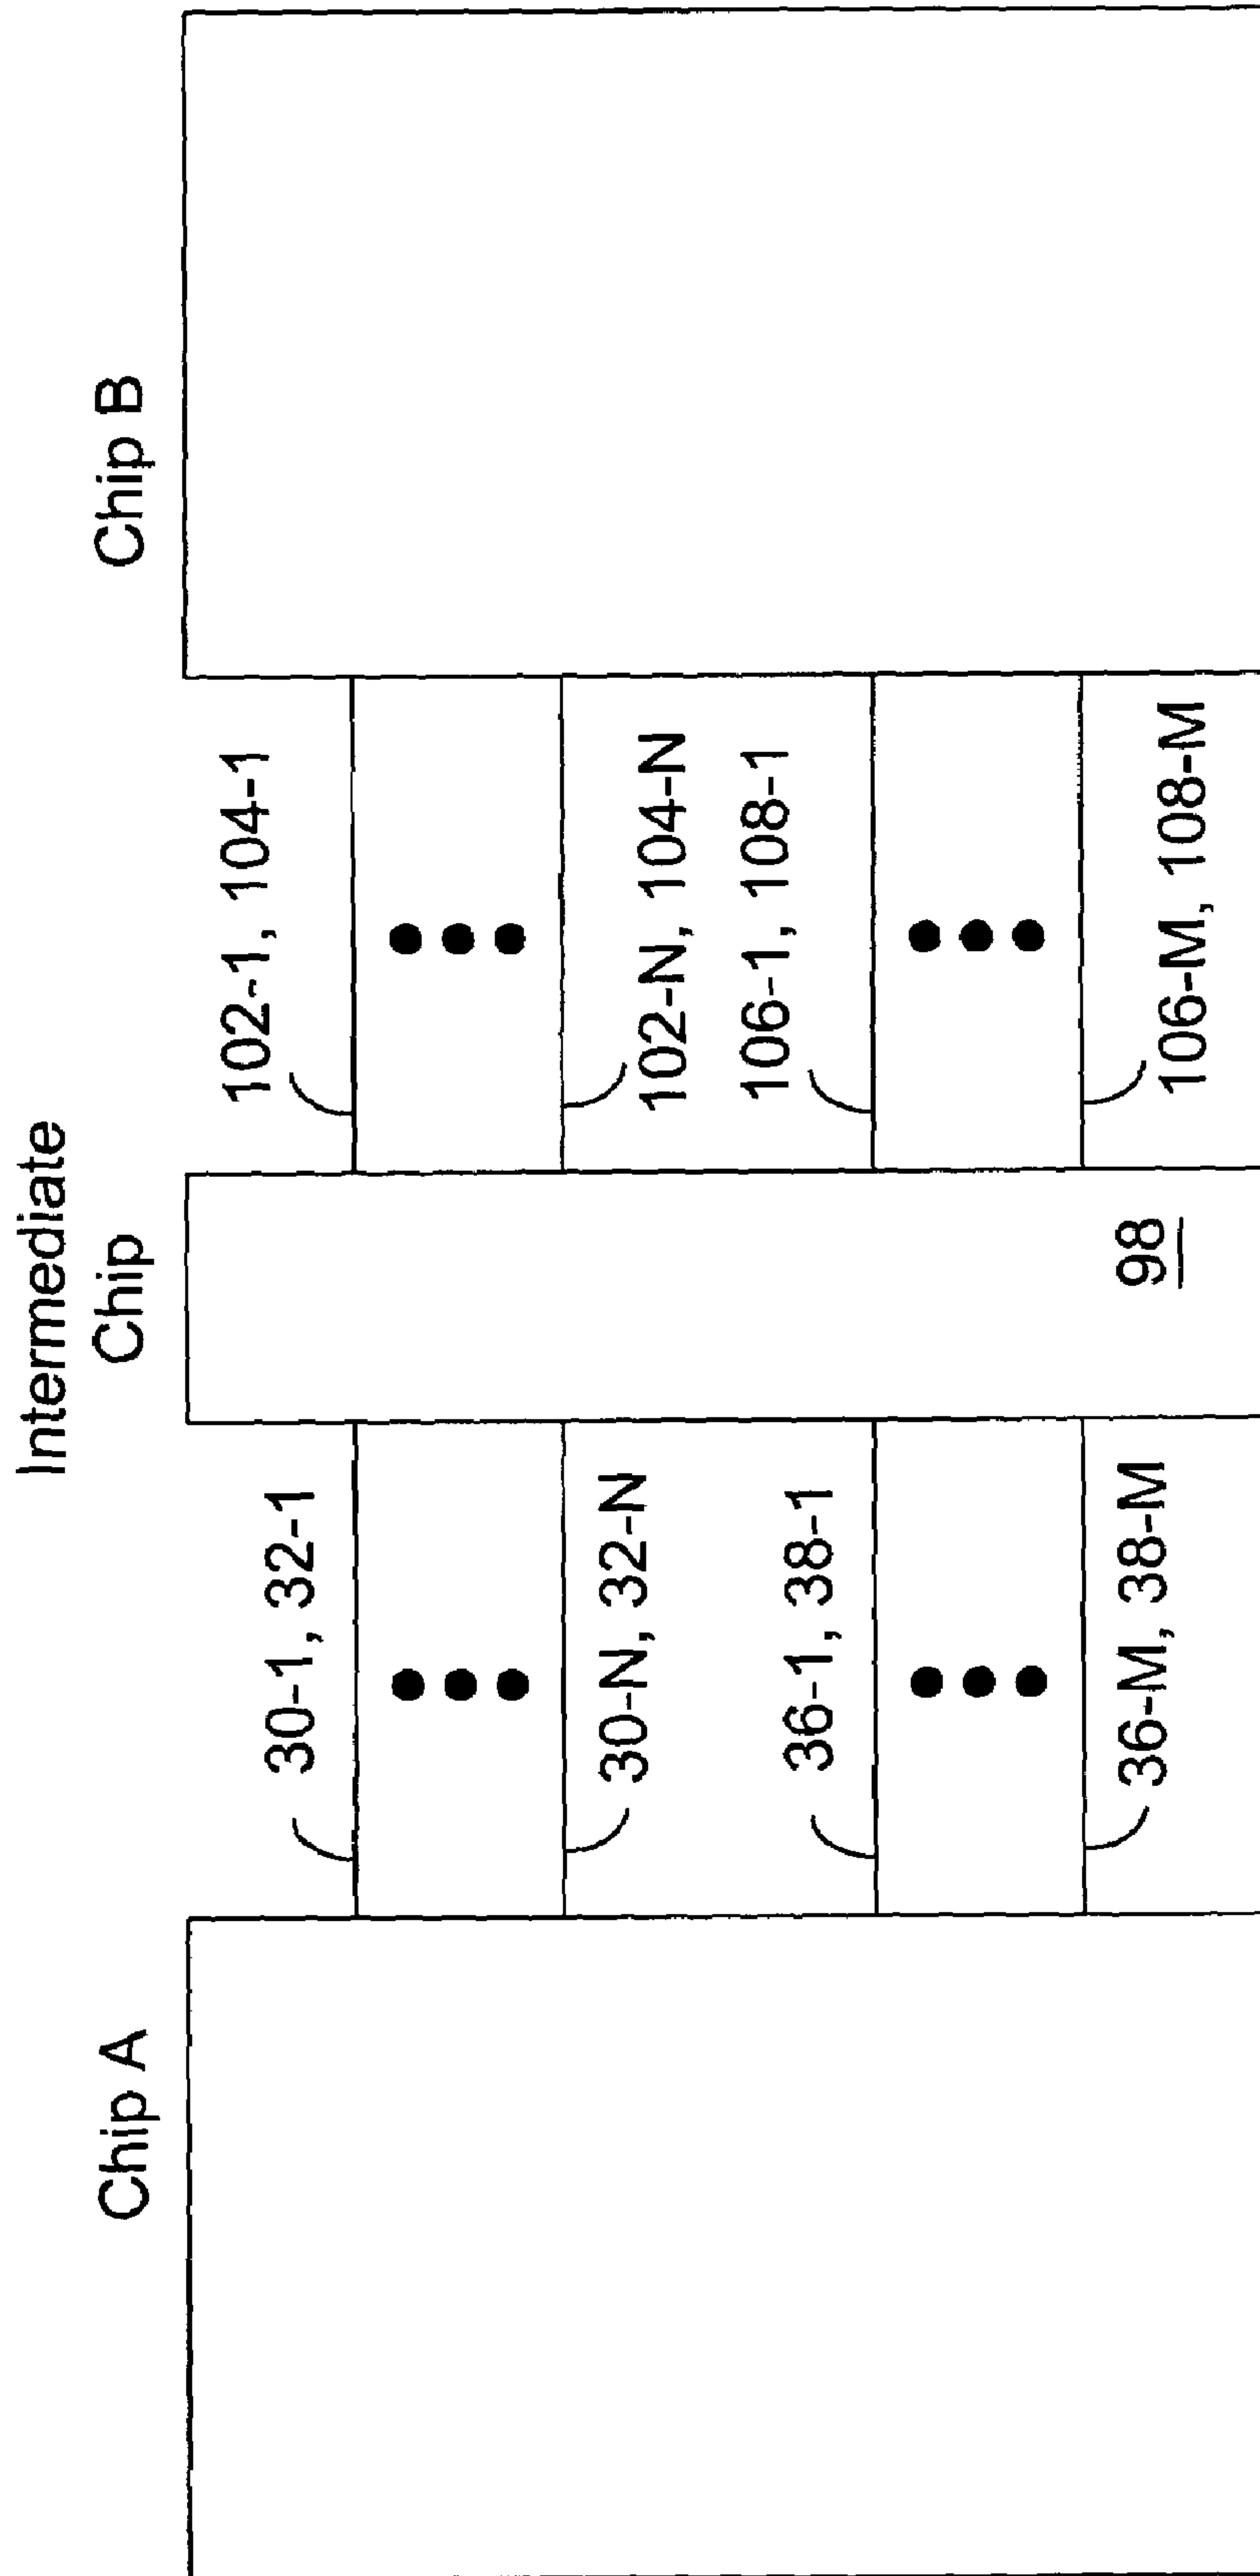 Intermediate
Chip A
Chip
Chip B
30-1, 32-1
102-1, 104-1
30-N, 32-N
102-N, 104-N
36-1, 38-1
106-1, 108-1
36-M, 38-M
106-M, 108-M
98